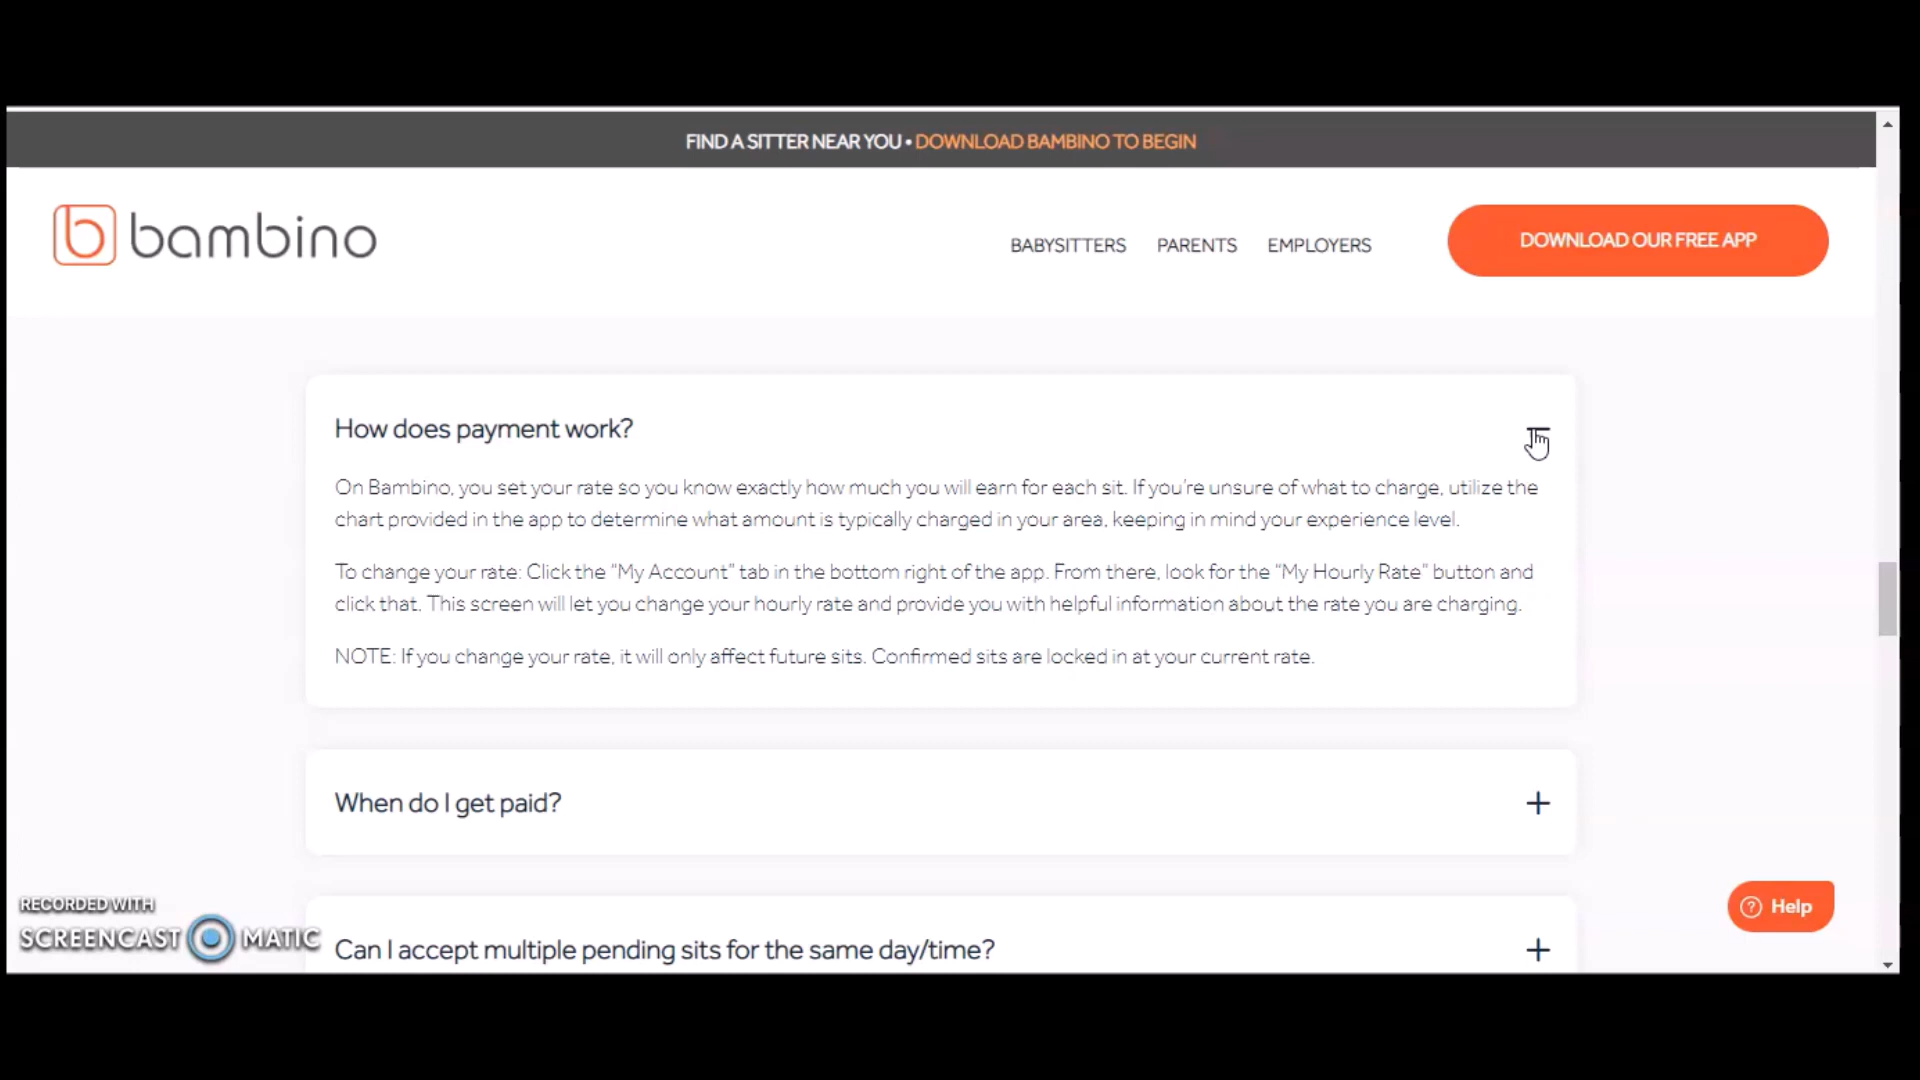 FIND A SITTER NEAR YOU • DOWNLOAD BAMBINO TO BEGIN
b bambino
BABYSITTERS PARENTS EMPLOYERS
DOWNLOAD OUR FREE APP
How does payment work?
On Bambino, you set your rate so you know exactly how much you will earn for each sit. If you're unsure of what to charge, utilize the
chart provided in the app to determine what amount is typically charged in your area, keeping in mind your experience level.
To change your rate: Click the “My Account” tab in the bottom right of the app. From there, look for the “My Hourly Rate” button and
click that. This screen will let you change your hourly rate and provide you with helpful information about the rate you are charging.
NOTE: If you change your rate, it will only affect future sits. Confirmed sits are locked in at your current rate.
When do I get paid?
Can I accept multiple pending sits for the same day/time?
? Help
RECORDED WITH
SCREENCAST MATIC